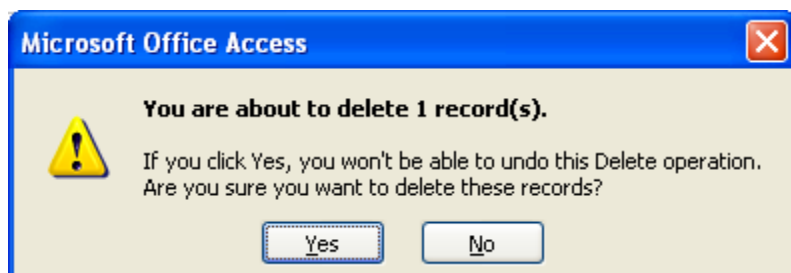 Microsoft Office Access
You are about to delete 1 record(s).
If you click Yes, you won't be able to undo this Delete operation.
Are you sure you want to delete these records?
Yes No